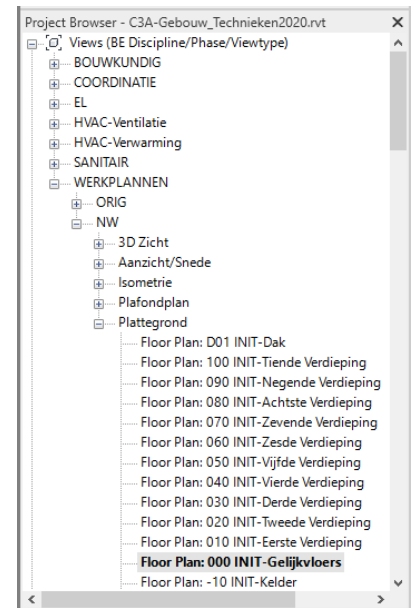 Project Browser - C3A-Gebouw_Technieken2020.rvt
Views (BE Discipline/Phase/Viewtype)
BOUWKUNDIG
COORDINATIE
EL
HVAC-Ventilatie
HVAC-Verwarming
SANITAIR
WERKPLANNEN
ORIG
NW
3D Zicht
Aanzicht/Snede
Isometrie
Plafondplan
Plattegrond
Floor Plan: D01 INIT-Dak
Floor Plan: 100 INIT-Tiende Verdieping
Floor Plan: 090 INIT-Negende Verdieping
Floor Plan: 080 INIT-Achtste Verdieping
Floor Plan: 070 INIT-Zevende Verdieping
Floor Plan: 060 INIT-Zesde Verdieping
Floor Plan: 050 INIT-Vijfde Verdieping
Floor Plan: 040 INIT-Vierde Verdieping
Floor Plan: 030 INIT-Derde Verdieping
Floor Plan: 020 INIT-Tweede Verdieping
Floor Plan: 010 INIT-Eerste Verdieping
Floor Plan: 000 INIT-Gelijkvloers
Floor Plan: -10 INIT-Kelder